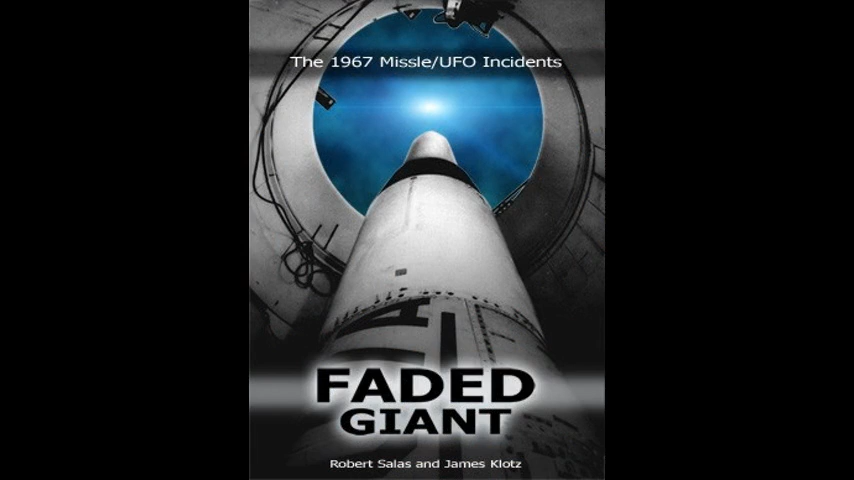 The 1967 Missle/UFO Incidents
FADED
GIANT
Robert Salas and James Klotz